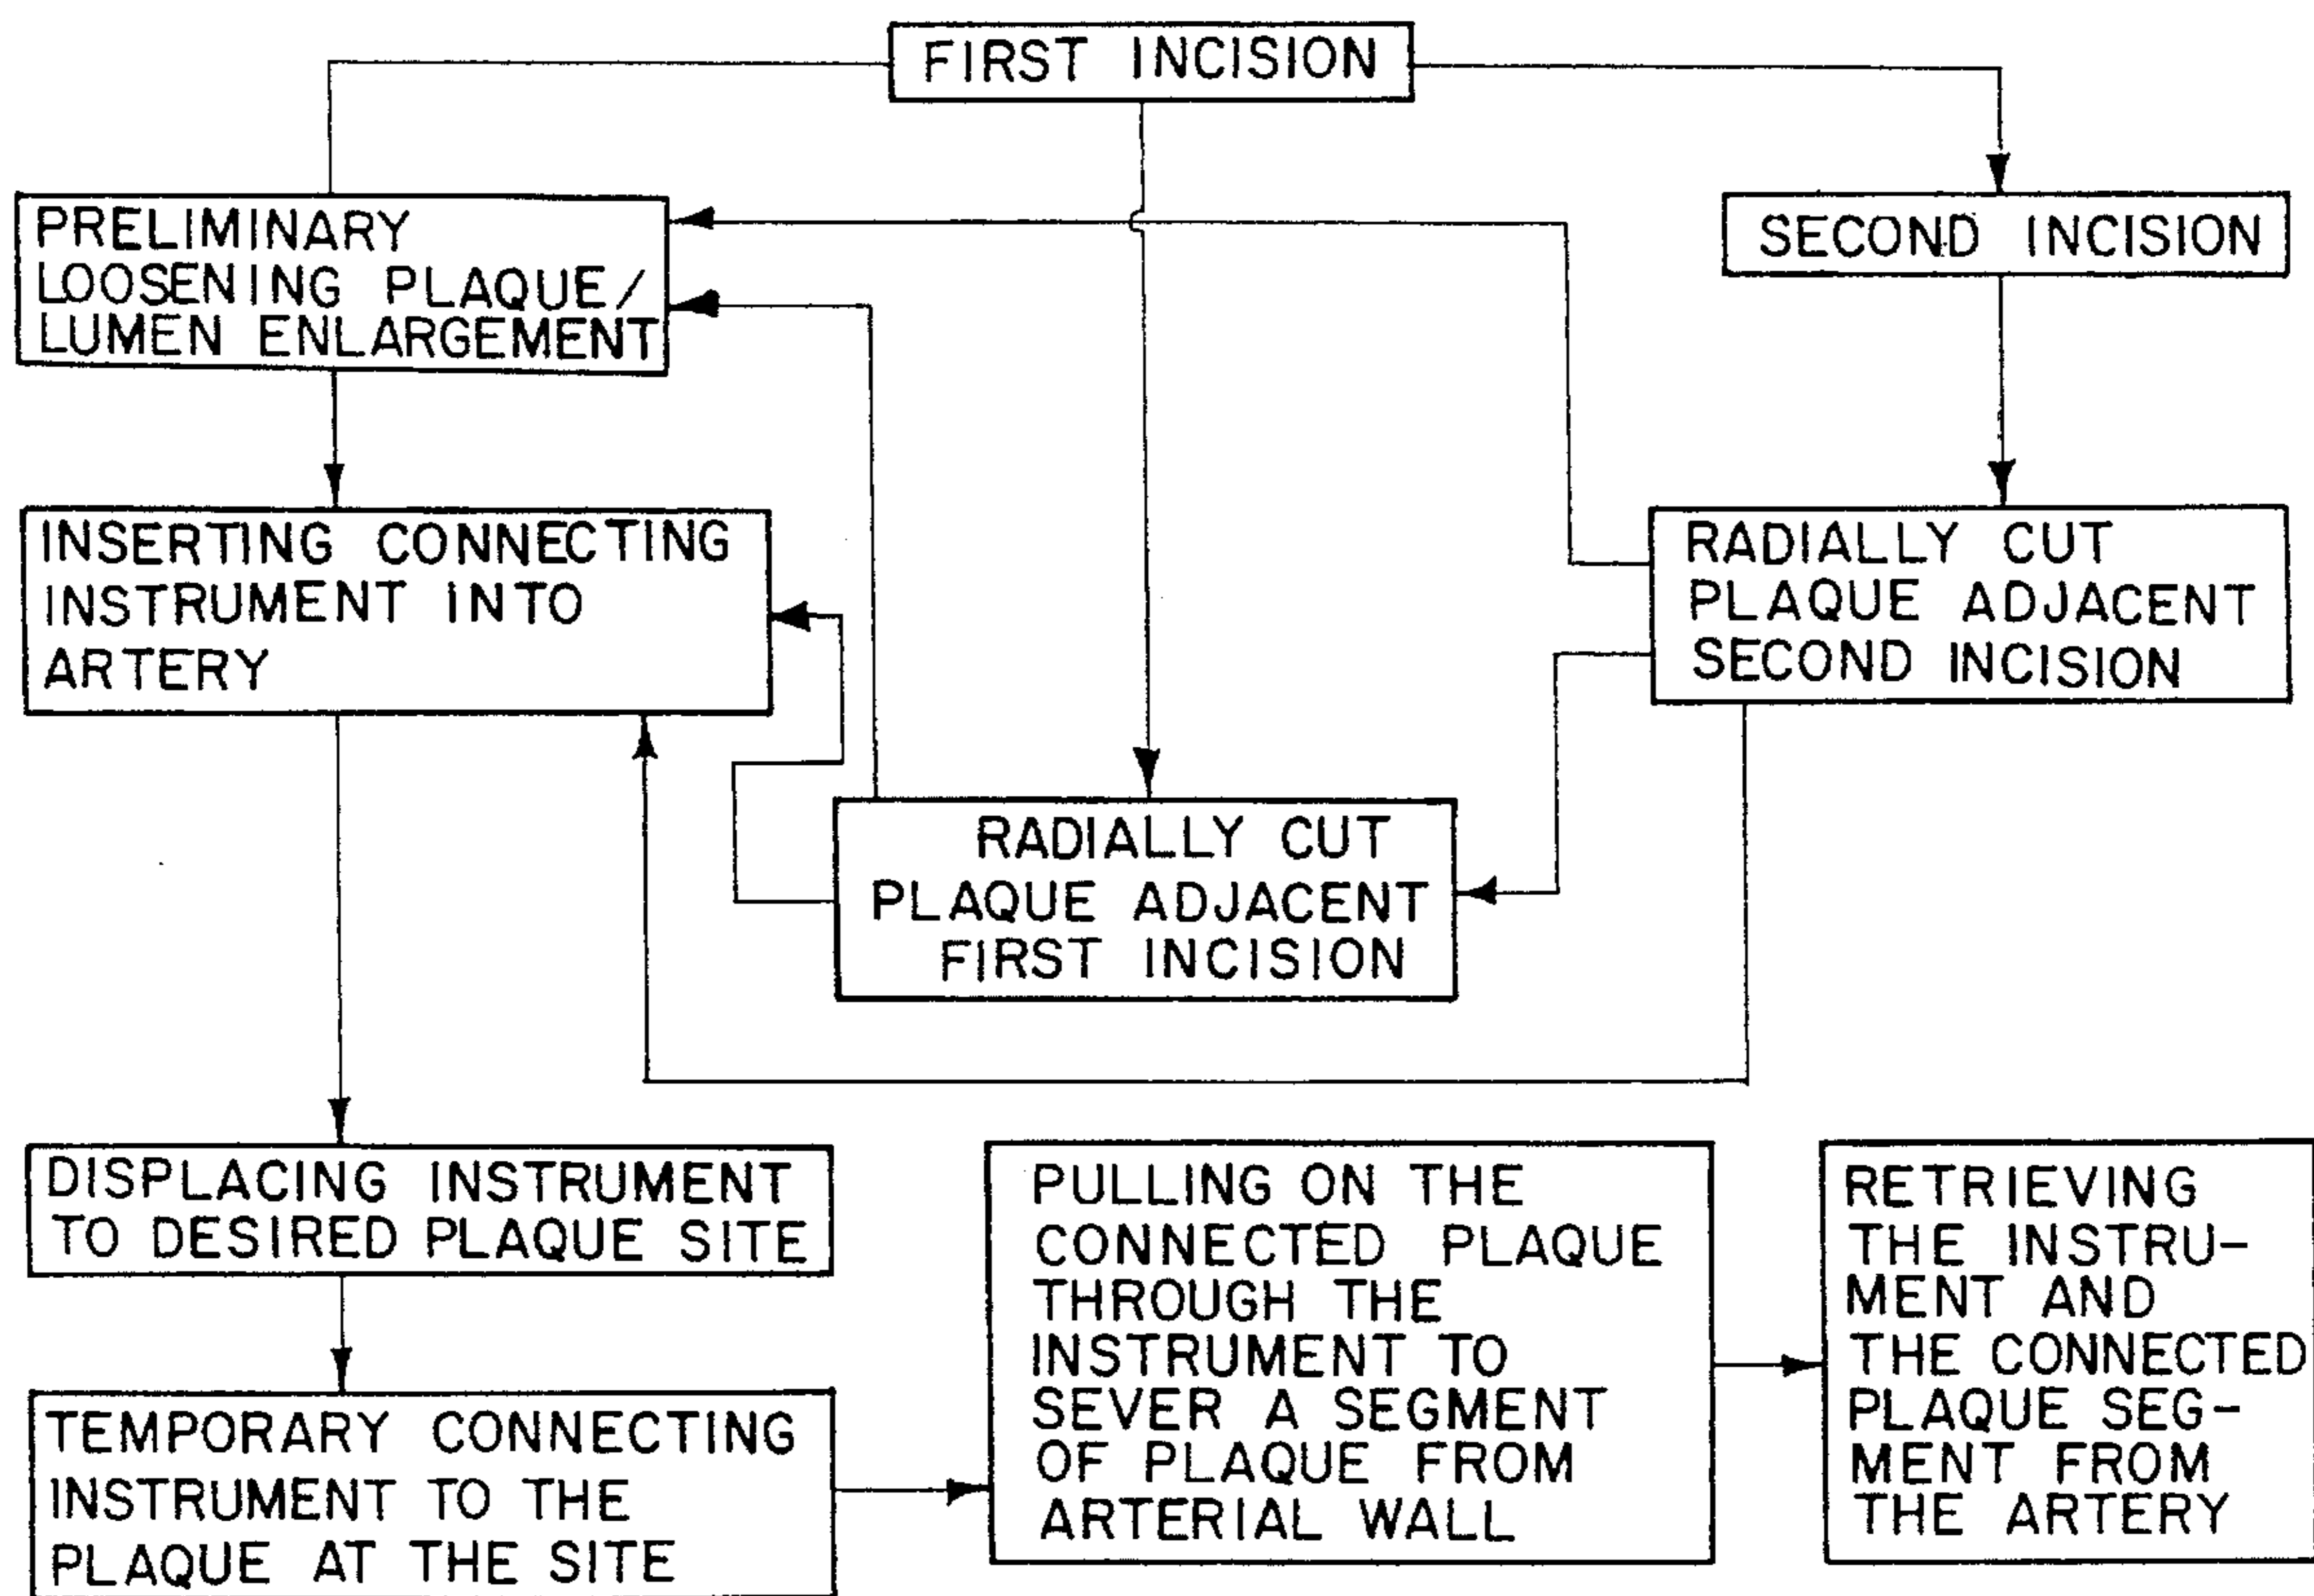 FIRST INCISION
PRELIMINARY
LOOSENING PLAQUE/
LUMEN ENLARGEMENT
SECOND INCISION
INSERTING CONNECTING
INSTRUMENT INTO
ARTERY
RADIALLY CUT
PLAQUE ADJACENT
SECOND INCISION
RADIALLY CUT
PLAQUE ADJACENT
FIRST INCISION
DISPLACING INSTRUMENT
TO DESIRED PLAQUE SITE
TEMPORARY CONNECTING
INSTRUMENT TO THE
PLAQUE AT THE SITE
PULLING ON THE
CONNECTED PLAQUE
THROUGH THE
INSTRUMENT TO
SEVER A SEGMENT
OF PLAQUE FROM
ARTERIAL WALL
RETRIEVING
THE INSTRU-
MENT AND
THE CONNECTED
PLAQUE SEG-
MENT FROM
THE ARTERY